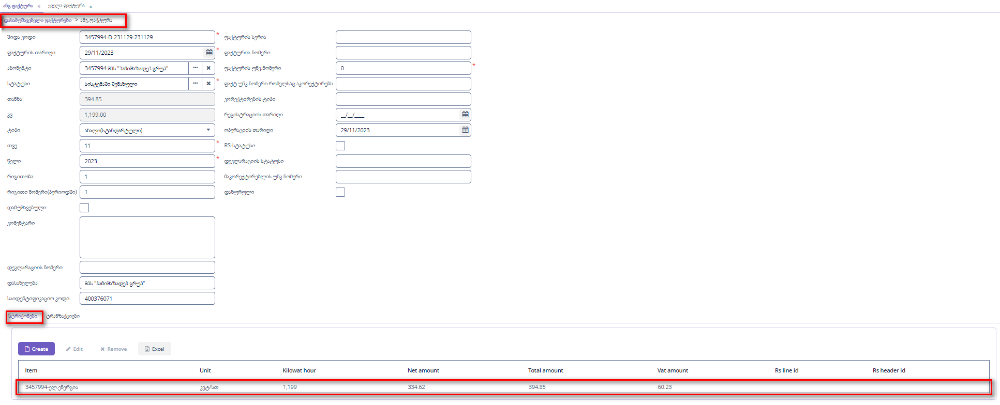 ანგ.ფაქტურა × ყველა ფაქტურა ×
დასამუშავებელი ფაქტურები > ანგ.ფაქტურა
შიდა კოდი 3457994-D-231129-231129 * ფაქტურის სერია
ფაქტურის თარიღი 29/11/2023 * ფაქტურის ნომერი
აბონენტი 3457994 შპს "ჰამიშაზადეჰ გრუპ" ფაქტურის უნკ.ნომერი 0 *
სტატუსი სისტემაში შენახული * ფაქტ.უნკ.ნომერი რომელსაც აკორექტირებს
თანხა 394.85 კორექტირების ტიპი
კვ 1,199.00 რეგისტრაციის თარიღი __/__/____
ტიპი ახალი(სტანდარტული) ოპერაციის თარიღი 29/11/2023
თვე 11 * RS-სტატუსი
წელი 2023 * დეკლარაციის სტატუსი
რიგითობა 1 მაკორექტირებლის უნკ.ნომერი
რიგითი ნომერი(პერიოდში) 1 დახურული
დამუშავებული
კომენტარი
დეკლარაციის ნომერი
დასახელება შპს "ჰამიშაზადეჰ გრუპ"
საიდენტიფიკაციო კოდი 400376071
სტრიქონები ტრანზაქციები
Create Edit Remove Excel
Item Unit Kilowat hour Net amount Total amount Vat amount Rs line id Rs header id
3457994-ელ.ენერგია კვტ/სთ 1,199 334.62 394.85 60.23